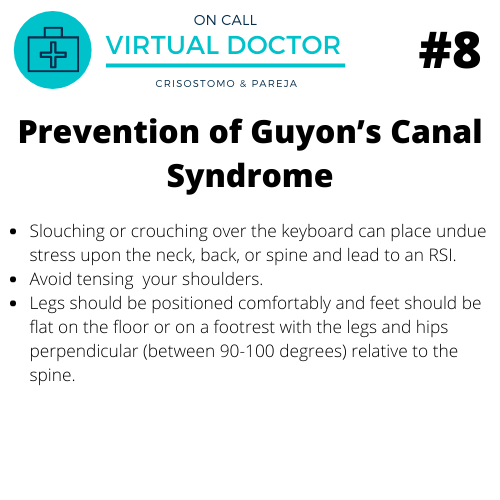 ON CALL
VIRTUAL DOCTOR
CRISOSTOMO & PAREJA
#8
Prevention of Guyon’s Canal
Syndrome
• Slouching or crouching over the keyboard can place undue
stress upon the neck, back, or spine and lead to an RSI.
• Avoid tensing  your shoulders.
• Legs should be positioned comfortably and feet should be
flat on the floor or on a footrest with the legs and hips
perpendicular (between 90-100 degrees) relative to the
spine.